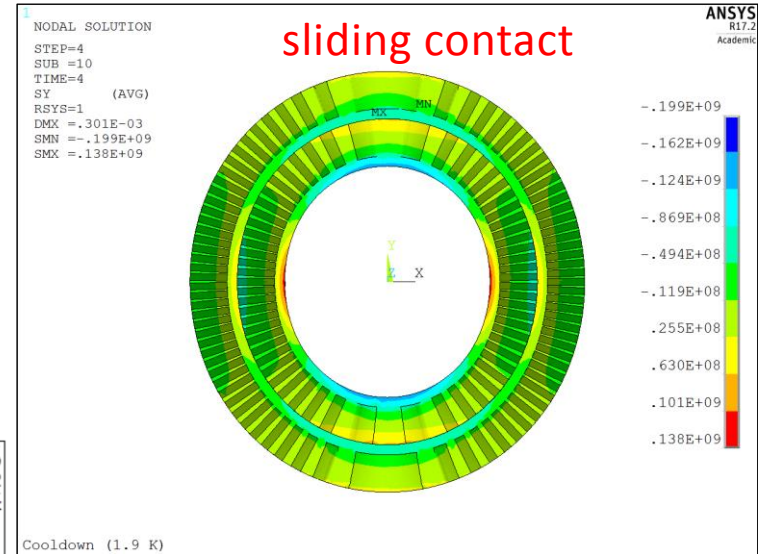 1
NODAL SOLUTION
STEP=4
SUB =10
TIME=4
SY (AVG)
RSYS=1
DMX =.301E-03
SMN =-.199E+09
SMX =.138E+09
sliding contact
ANSYS
R17.2
Academic
MX
MN
Y
Z X
-.199E+09
-.162E+09
-.124E+09
-.869E+08
-.494E+08
-.119E+08
.255E+08
.630E+08
.101E+09
.138E+09
Cooldown (1.9 K)